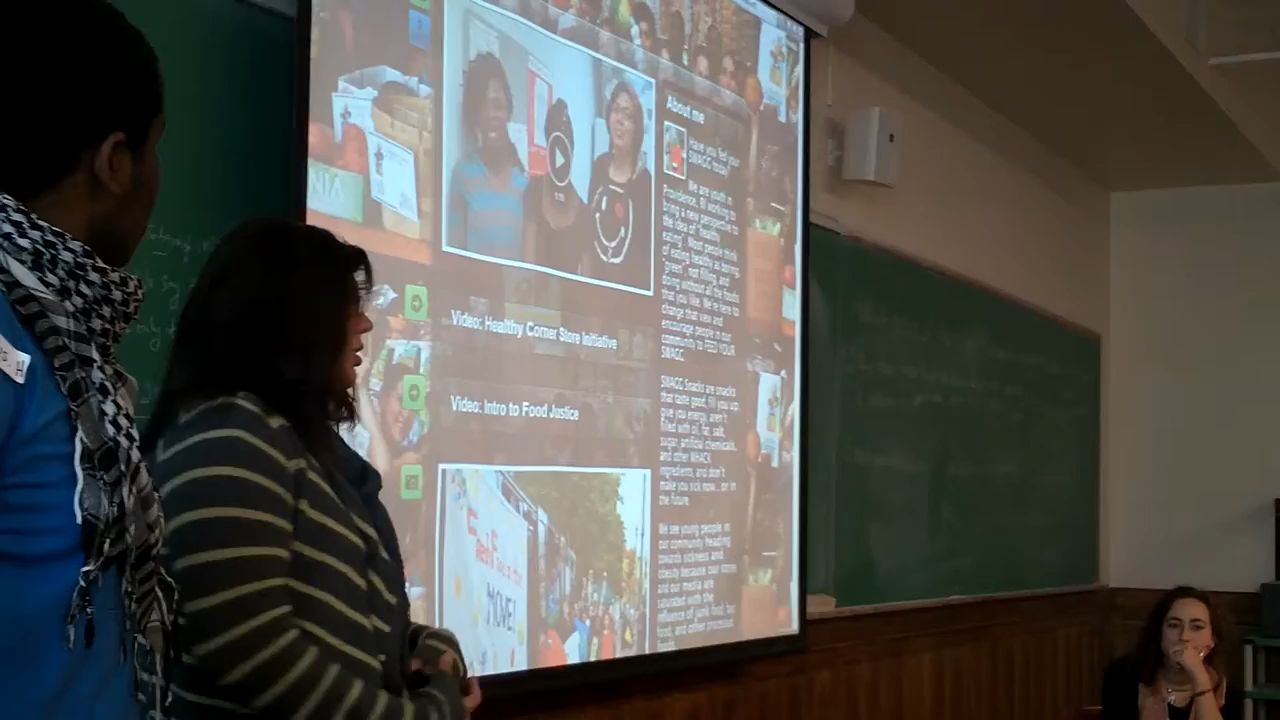 About me
Have you fed your
SWAGG today?
We are youth in
Providence, RI working to
bring a new perspective to
the idea of "healthy
eating". Most people think
of eating healthy as boring,
"green", not filling, and
doing without all the foods
that you like. We're here to
change that view and
encourage people in our
community to FEED YOUR
SWAGG
SWAGG Snacks are snacks
that taste good, fill you up,
give you energy, aren't
filled with oil, fat, salt,
sugar, artificial chemicals,
and other WHACK
ingredients, and don't
make you sick now... or in
the future.
We see young people in
our community heading
towards sickness and
obesity because our stores
and our media are
saturated with the
influence of junk food, fast
food, and other processed
Video: Healthy Corner Store Initiative
Video: Intro to Food Justice
MOVE!
NIA
H